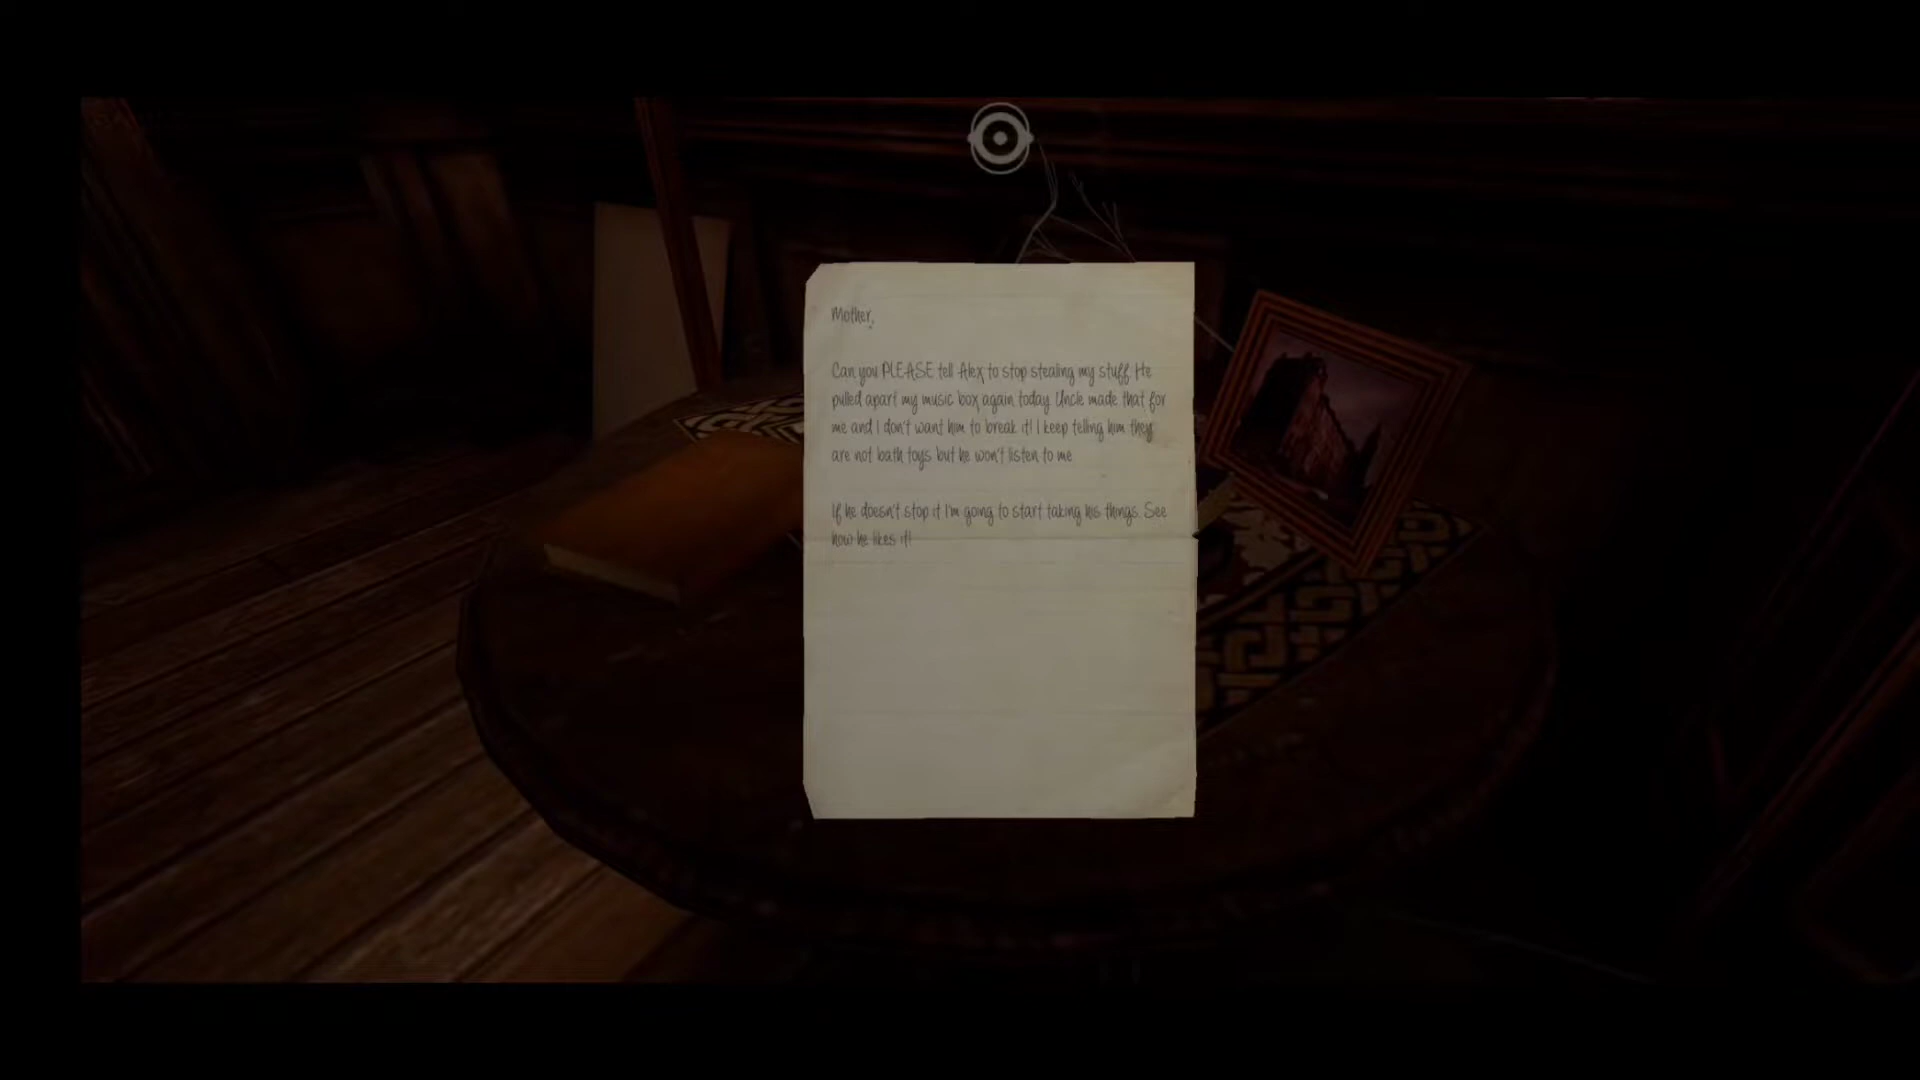 Mother,
Can you PLEASE tell Alex to stop stealing my stuff. He
pulled apart my music box again today. Uncle made that for
me and I don't want him to break it! I keep telling him they
are not bath toys but he won't listen to me.
If he doesn't stop it I'm going to start taking his things. See
how he likes it!